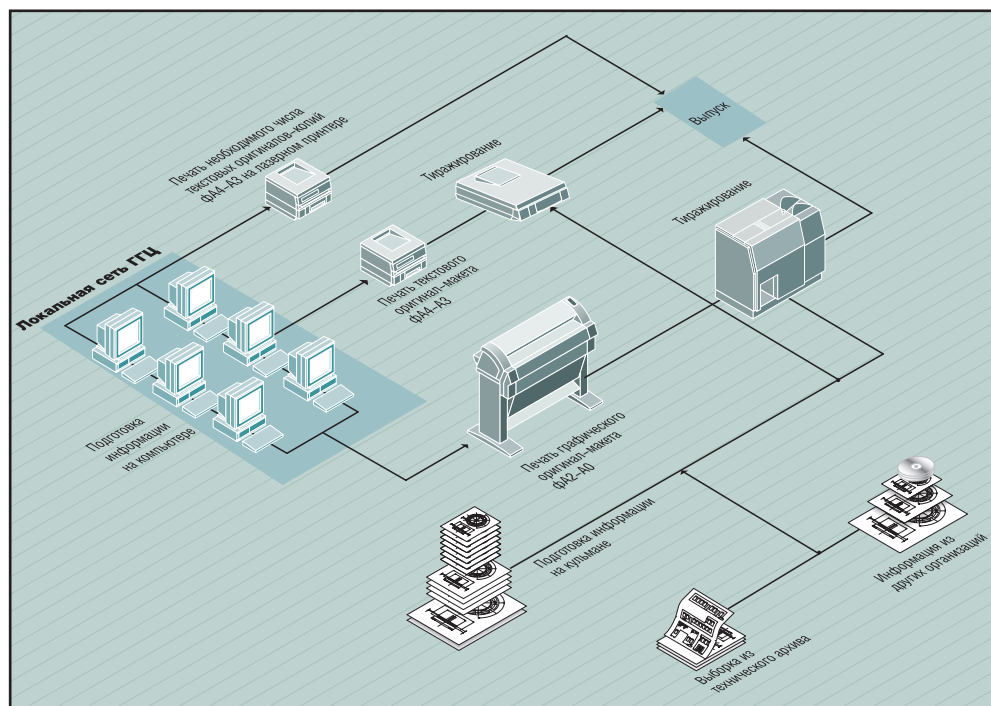 Печать необходимого числа
текстовых оригиналов-копий
фА4-А3 на лазерном принтере
Выпуск
Тиражирование
Тиражирование
Локальная сеть ГГЦ
Печать текстового
оригинал-макета
фА4-А3
Подготовка
информации
на компьютере
Печать графического
оригинал-макета
фА2-А0
Подготовка информации
на кульмане
Информация из
других организаций
Выборка из
технического архива